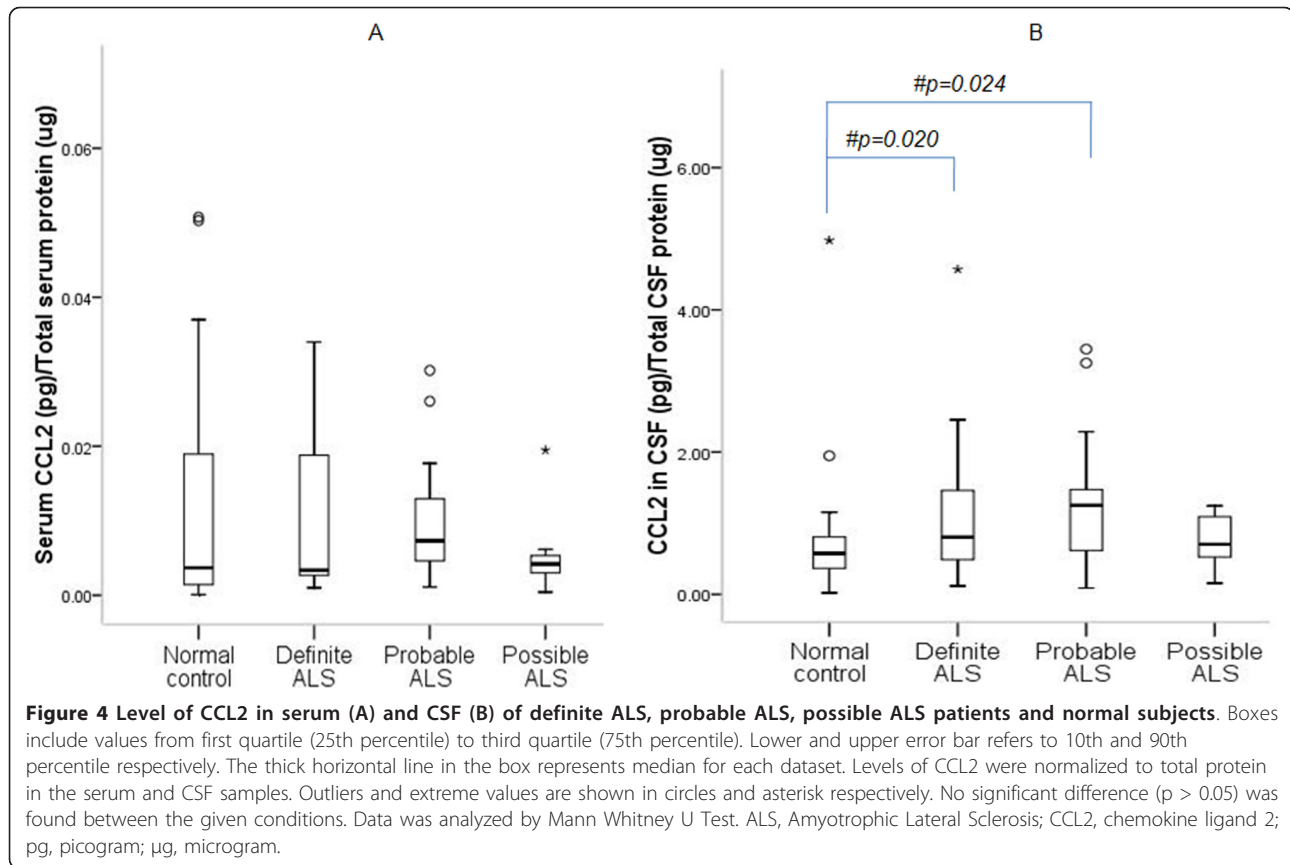 A
B
Serum CCL2 (pg)/Total serum protein (ug)
0.06
0.04
0.02
0.00
*
Normal control
Definite ALS
Probable ALS
Possible ALS
CCL2 in CSF (pg)/Total CSF protein (ug)
#p=0.024
#p=0.020
6.00
4.00
2.00
0.00
*
*
Normal control
Definite ALS
Probable ALS
Possible ALS
Figure 4 Level of CCL2 in serum (A) and CSF (B) of definite ALS, probable ALS, possible ALS patients and normal subjects. Boxes
include values from first quartile (25th percentile) to third quartile (75th percentile). Lower and upper error bar refers to 10th and 90th
percentile respectively. The thick horizontal line in the box represents median for each dataset. Levels of CCL2 were normalized to total protein
in the serum and CSF samples. Outliers and extreme values are shown in circles and asterisk respectively. No significant difference (p > 0.05) was
found between the given conditions. Data was analyzed by Mann Whitney U Test. ALS, Amyotrophic Lateral Sclerosis; CCL2, chemokine ligand 2;
pg, picogram; μg, microgram.